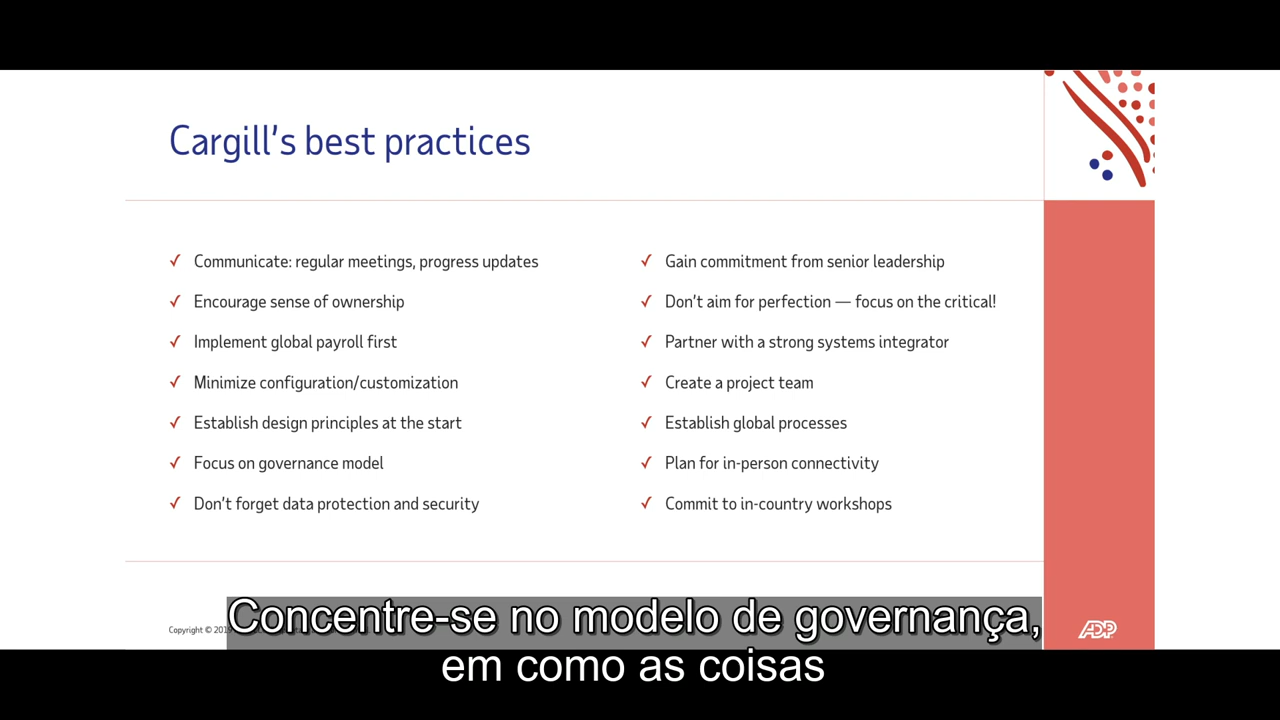 Cargill's best practices
✓ Communicate: regular meetings, progress updates
✓ Encourage sense of ownership
✓ Implement global payroll first
✓ Minimize configuration/customization
✓ Establish design principles at the start
✓ Focus on governance model
✓ Don't forget data protection and security
✓ Gain commitment from senior leadership
✓ Don't aim for perfection — focus on the critical!
✓ Partner with a strong systems integrator
✓ Create a project team
✓ Establish global processes
✓ Plan for in-person connectivity
✓ Commit to in-country workshops
Copyright ©
ADP
Concentre-se no modelo de governança,
em como as coisas